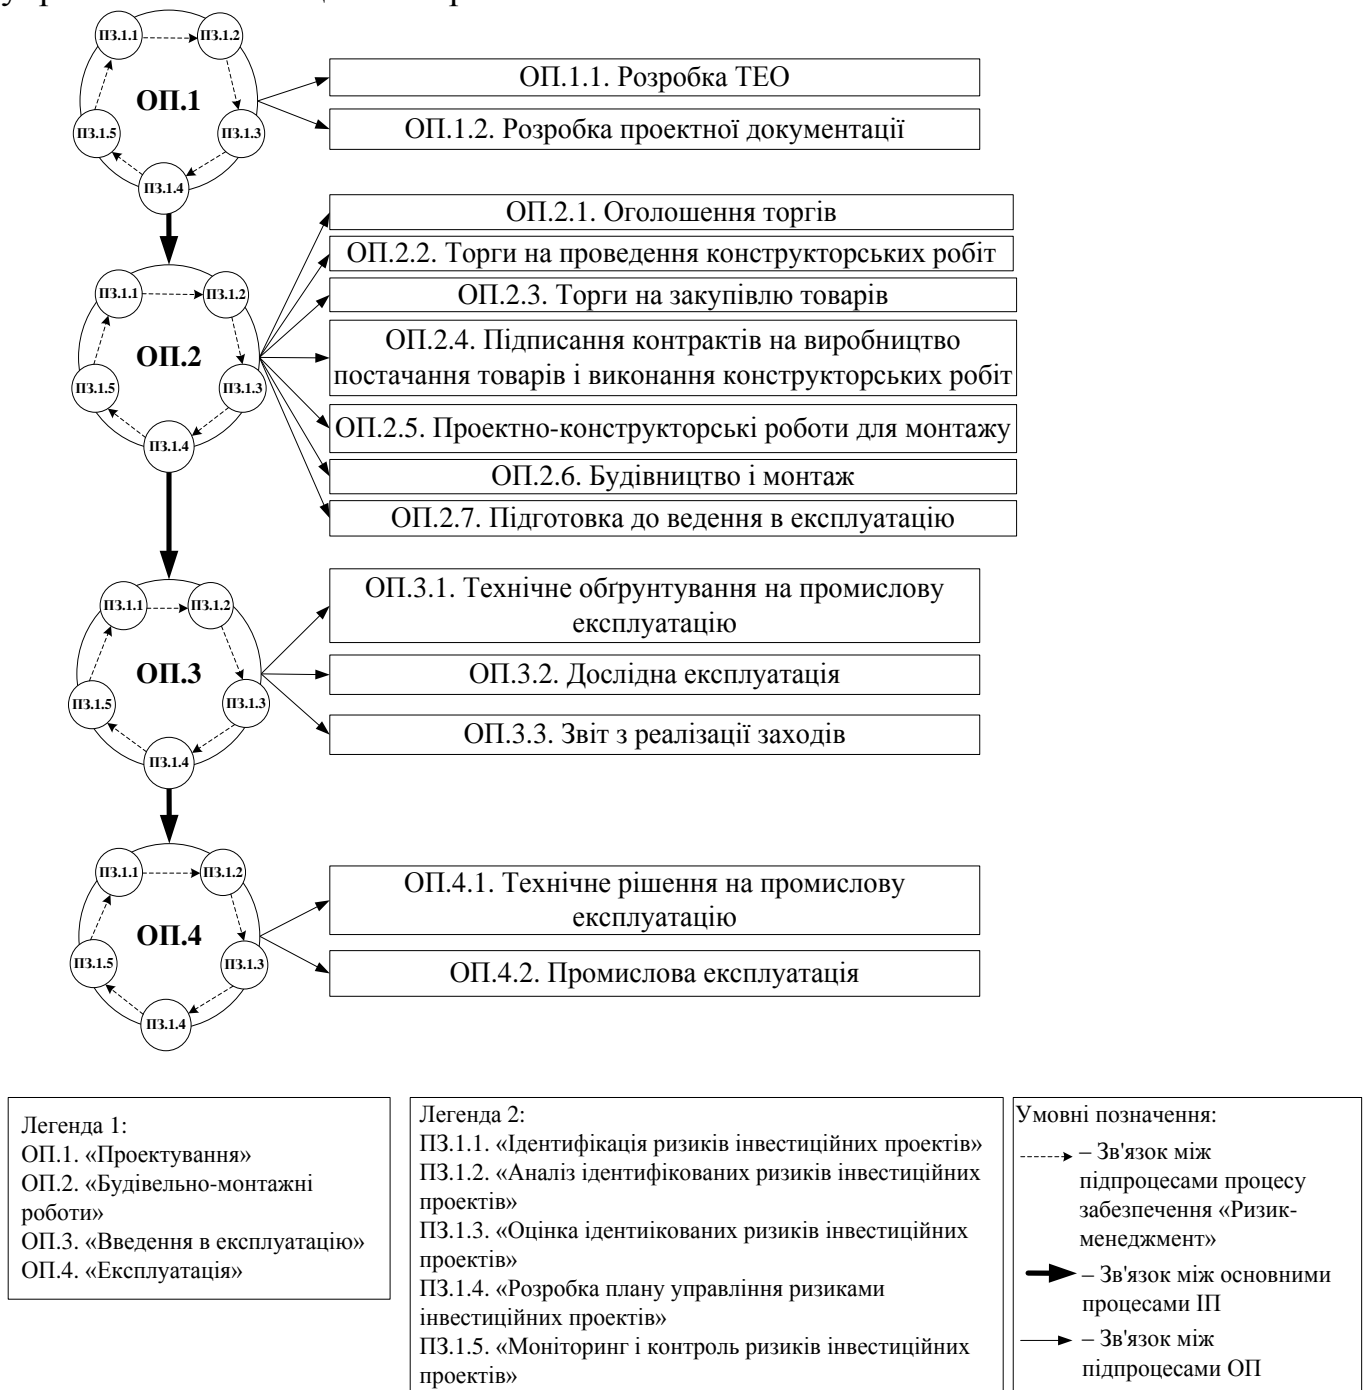 ПЗ.1.1
ПЗ.1.2
ОП.1
ПЗ.1.5
ПЗ.1.3
ПЗ.1.4
ОП.1.1. Розробка ТЕО
ОП.1.2. Розробка проектної документації
ПЗ.1.1
ПЗ.1.2
ОП.2
ПЗ.1.5
ПЗ.1.3
ПЗ.1.4
ОП.2.1. Оголошення торгів
ОП.2.2. Торги на проведення конструкторських робіт
ОП.2.3. Торги на закупівлю товарів
ОП.2.4. Підписання контрактів на виробництво
постачання товарів і виконання конструкторських робіт
ОП.2.5. Проектно-конструкторські роботи для монтажу
ОП.2.6. Будівництво і монтаж
ОП.2.7. Підготовка до ведення в експлуатацію
ПЗ.1.1
ПЗ.1.2
ОП.3
ПЗ.1.5
ПЗ.1.3
ПЗ.1.4
ОП.3.1. Технічне обґрунтування на промислову
експлуатацію
ОП.3.2. Дослідна експлуатація
ОП.3.3. Звіт з реалізації заходів
ПЗ.1.1
ПЗ.1.2
ОП.4
ПЗ.1.5
ПЗ.1.3
ПЗ.1.4
ОП.4.1. Технічне рішення на промислову
експлуатацію
ОП.4.2. Промислова експлуатація
Легенда 1:
ОП.1. «Проектування»
ОП.2. «Будівельно-монтажні
роботи»
ОП.3. «Введення в експлуатацію»
ОП.4. «Експлуатація»
Легенда 2:
ПЗ.1.1. «Ідентифікація ризиків інвестиційних проектів»
ПЗ.1.2. «Аналіз ідентифікованих ризиків інвестиційних
проектів»
ПЗ.1.3. «Оцінка ідентиікованих ризиків інвестиційних
проектів»
ПЗ.1.4. «Розробка плану управління ризиками
інвестиційних проектів»
ПЗ.1.5. «Моніторинг і контроль ризиків інвестиційних
проектів»
Умовні позначення:
– Зв'язок між
підпроцесами процесу
забезпечення «Ризик-
менеджмент»
– Зв'язок між основними
процесами ІП
– Зв'язок між
підпроцесами ОП